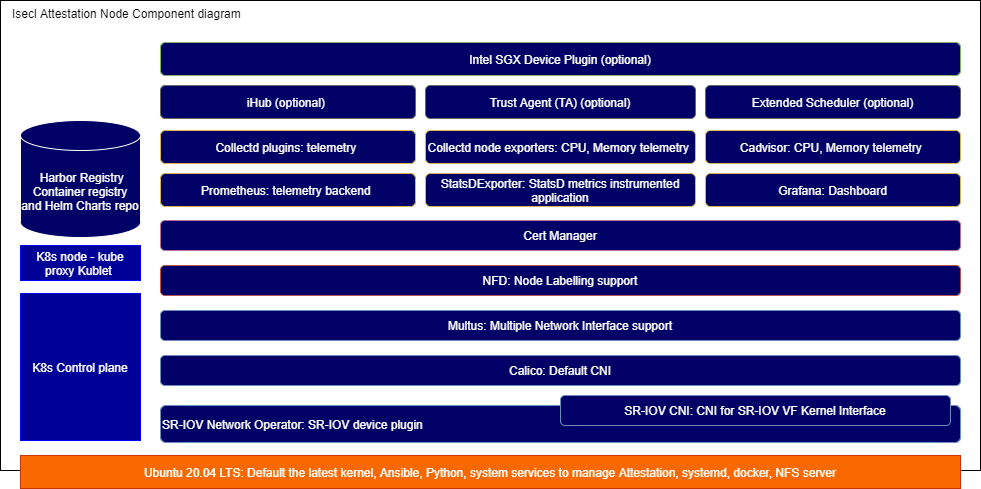 Isecl Attestation Node Component diagram
Intel SGX Device Plugin (optional)
iHub (optional)
Trust Agent (TA) (optional)
Extended Scheduler (optional)
Collectd plugins: telemetry
Collectd node exporters: CPU, Memory telemetry
Cadvisor: CPU, Memory telemetry
Prometheus: telemetry backend
StatsDExporter: StatsD metrics instrumented
application
Grafana: Dashboard
Harbor Registry
Container registry
and Helm Charts repo
Cert Manager
K8s node - kube
proxy Kublet
NFD: Node Labelling support
Multus: Multiple Network Interface support
K8s Control plane
Calico: Default CNI
SR-IOV CNI: CNI for SR-IOV VF Kernel Interface
SR-IOV Network Operator: SR-IOV device plugin
Ubuntu 20.04 LTS: Default the latest kernel, Ansible, Python, system services to manage Attestation, systemd, docker, NFS server